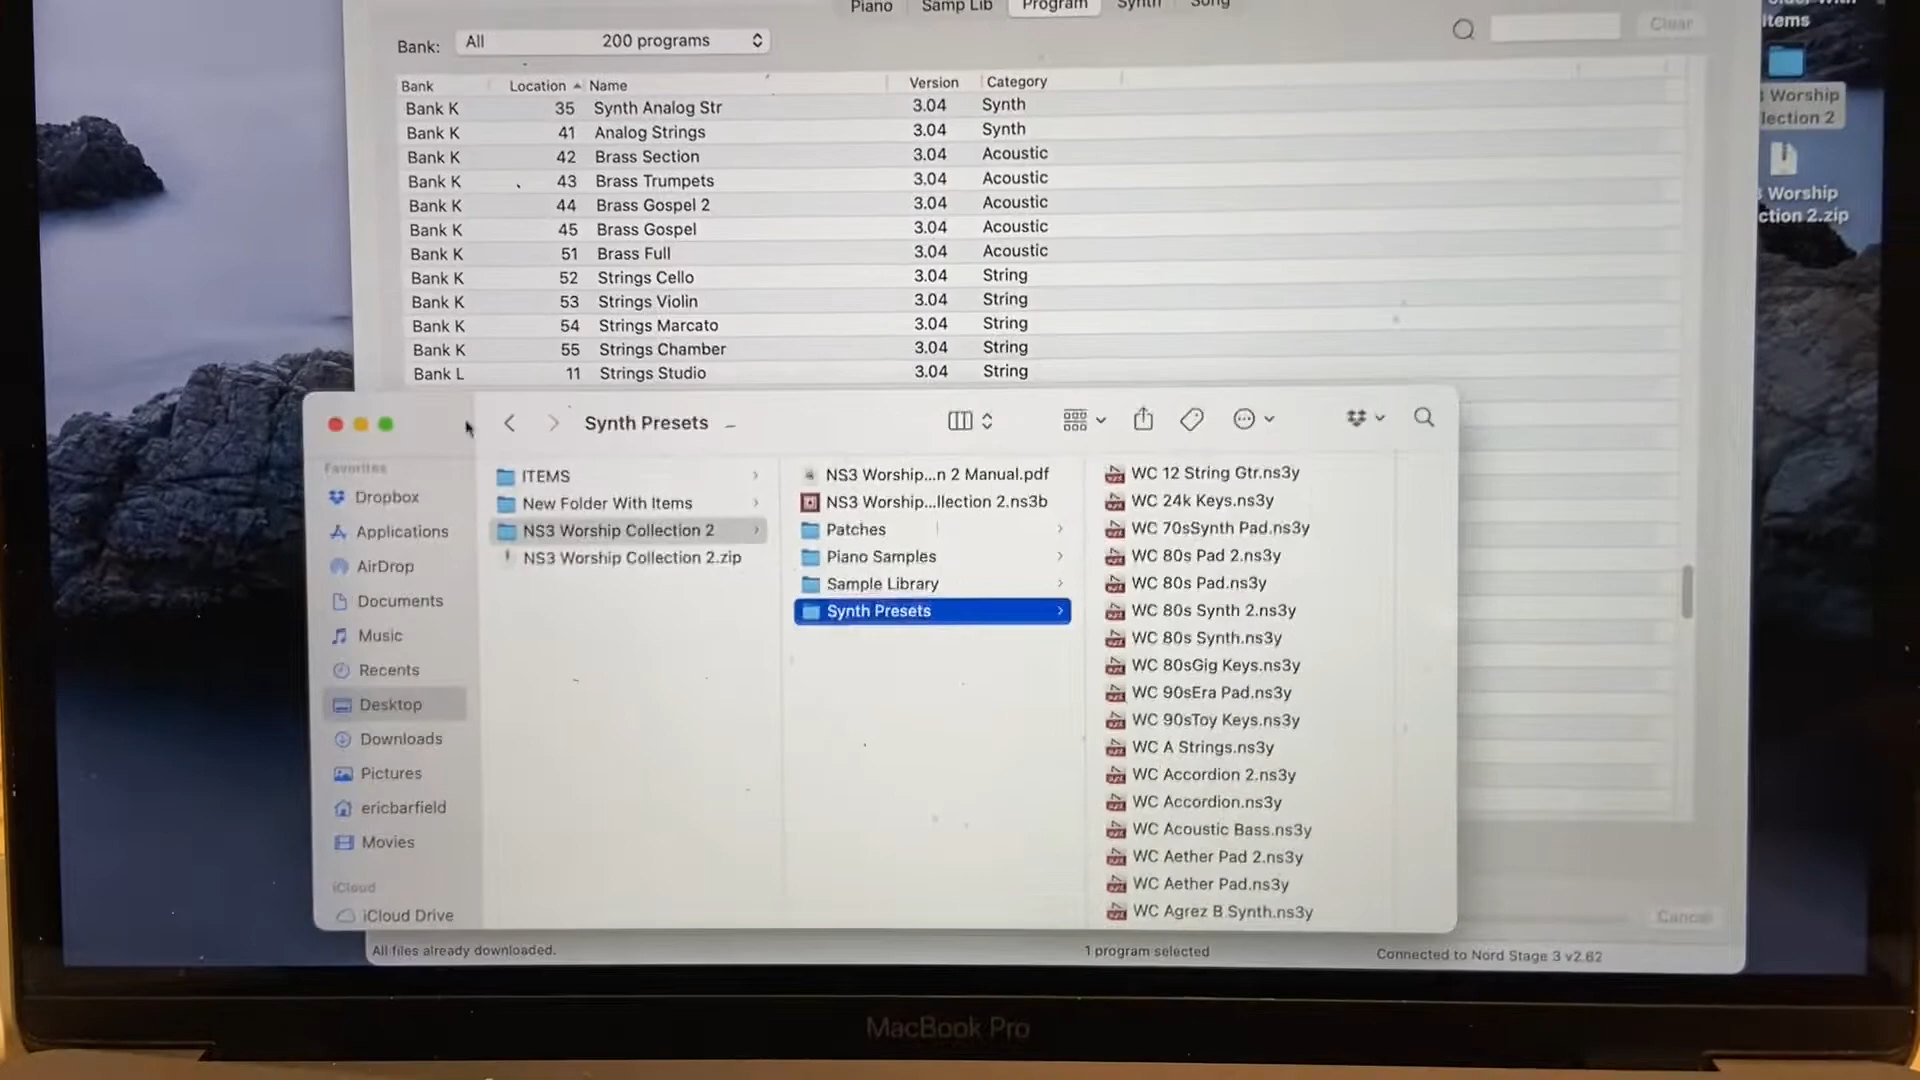 Piano Samp Lib Program Synth Song
Bank: All 200 programs Clear
Bank Location Name Version Category
Bank K 35 Synth Analog Str 3.04 Synth
Bank K 41 Analog Strings 3.04 Synth
Bank K 42 Brass Section 3.04 Acoustic
Bank K 43 Brass Trumpets 3.04 Acoustic
Bank K 44 Brass Gospel 2 3.04 Acoustic
Bank K 45 Brass Gospel 3.04 Acoustic
Bank K 51 Brass Full 3.04 Acoustic
Bank K 52 Strings Cello 3.04 String
Bank K 53 Strings Violin 3.04 String
Bank K 54 Strings Marcato 3.04 String
Bank K 55 Strings Chamber 3.04 String
Bank L 11 Strings Studio 3.04 String
Items
Worship
lection 2
Worship
ction 2.zip
Synth Presets
Favorites
Dropbox
Applications
AirDrop
Documents
Music
Recents
Desktop
Downloads
Pictures
ericbarfield
Movies
iCloud
iCloud Drive
ITEMS
New Folder With Items
NS3 Worship Collection 2
NS3 Worship Collection 2.zip
NS3 Worship...n 2 Manual.pdf
NS3 Worship...llection 2.ns3b
Patches
Piano Samples
Sample Library
Synth Presets
WC 12 String Gtr.ns3y
WC 24k Keys.ns3y
WC 70sSynth Pad.ns3y
WC 80s Pad 2.ns3y
WC 80s Pad.ns3y
WC 80s Synth 2.ns3y
WC 80s Synth.ns3y
WC 80sGig Keys.ns3y
WC 90sEra Pad.ns3y
WC 90sToy Keys.ns3y
WC A Strings.ns3y
WC Accordion 2.ns3y
WC Accordion.ns3y
WC Acoustic Bass.ns3y
WC Aether Pad 2.ns3y
WC Aether Pad.ns3y
WC Agrez B Synth.ns3y
Cancel
All files already downloaded. 1 program selected Connected to Nord Stage 3 v2.62
MacBook Pro